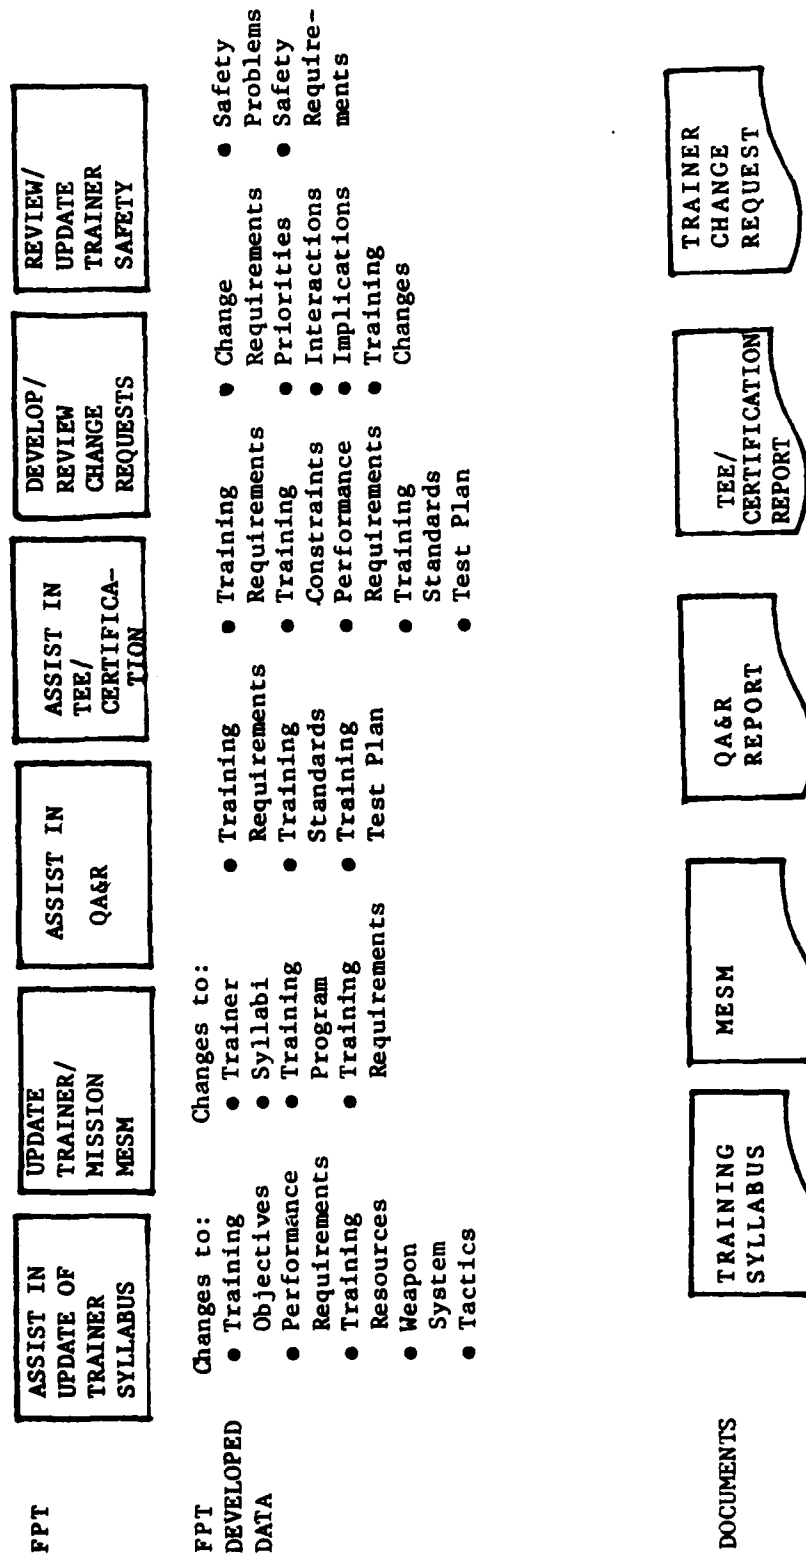 FPT
ASSIST IN
UPDATE OF
TRAINER
SYLLABUS
UPDATE
TRAINER/
MISSION
MESM
ASSIST IN
QA&R
ASSIST IN
TEE/
CERTIFICA-
TION
DEVELOP/
REVIEW
CHANGE
REQUESTS
REVIEW/
UPDATE
TRAINER
SAFETY
FPT
DEVELOPED
DATA
Changes to:
● Training
Objectives
● Performance
Requirements
● Training
Resources
● Weapon
System
● Tactics
Changes to:
● Trainer
● Syllabi
● Training
Program
● Training
Requirements
● Training
Requirements
● Training
Standards
● Training
Test Plan
● Training
Requirements
● Training
Constraints
● Performance
Requirements
● Training
Standards
● Test Plan
● Change
Requirements
● Priorities
● Interactions
● Implications
● Training
Changes
● Safety
Problems
● Safety
Require-
ments
DOCUMENTS
TRAINING
SYLLABUS
MESM
QA&R
REPORT
TEE/
CERTIFICATION
REPORT
TRAINER
CHANGE
REQUEST